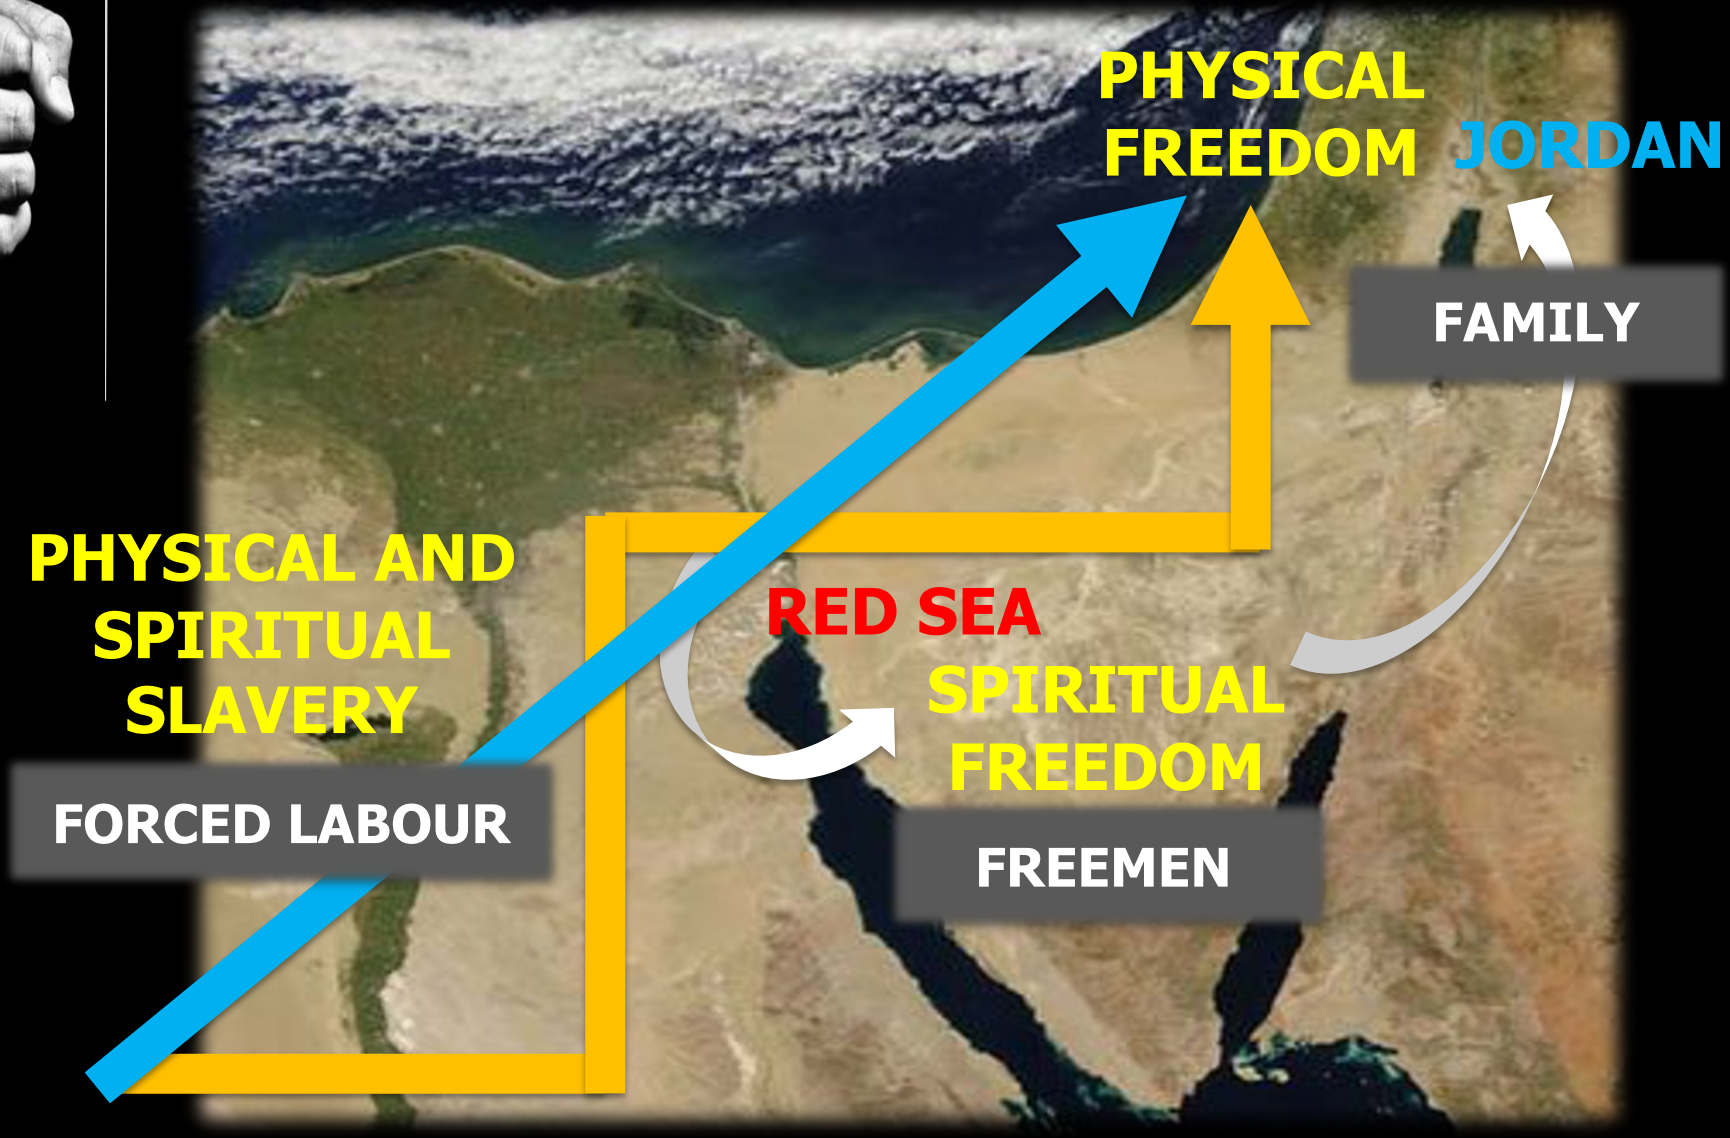 PHYSICAL
FREEDOM
JORDAN
FAMILY
PHYSICAL AND
SPIRITUAL
SLAVERY
FORCED LABOUR
RED SEA
SPIRITUAL
FREEDOM
FREEMEN